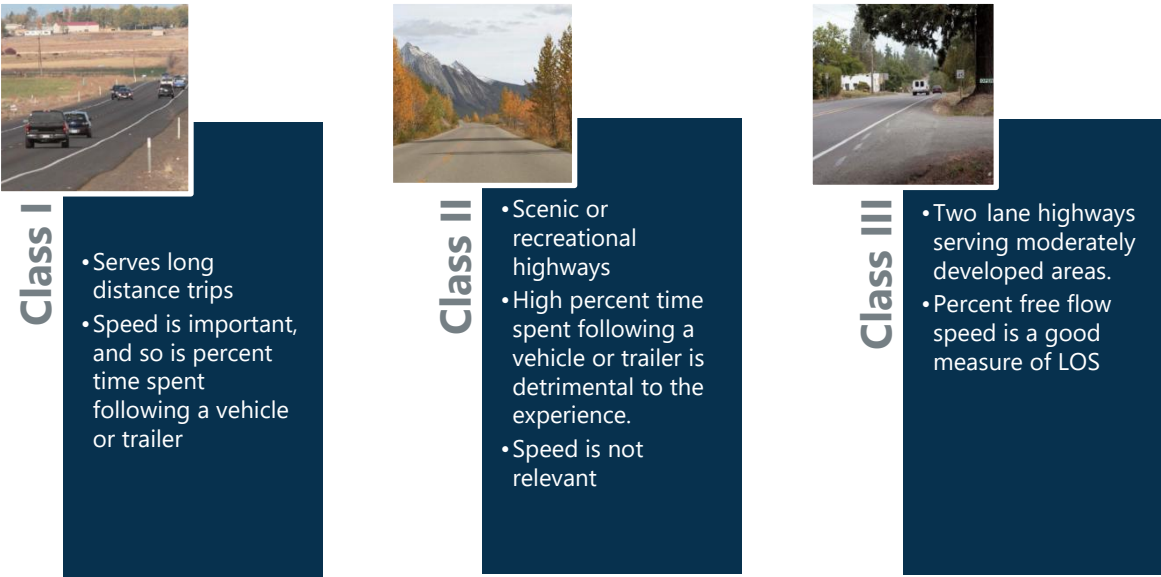 Class I
•Serves long
distance trips
•Speed is important,
and so is percent
time spent
following a vehicle
or trailer
Class II
•Scenic or
recreational
highways
•High percent time
spent following a
vehicle or trailer is
detrimental to the
experience.
•Speed is not
relevant
Class III
•Two lane highways
serving moderately
developed areas.
•Percent free flow
speed is a good
measure of LOS